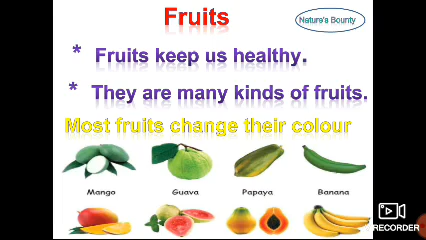 Fruits
Nature's Bounty
* Fruits keep us healthy.
* They are many kinds of fruits.
Most fruits change their colour
Mango Guava Papaya Banana
RECORDER